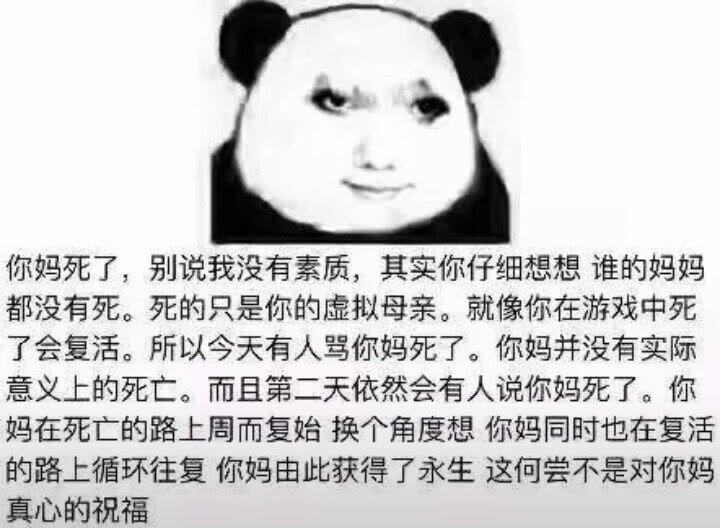 你妈死了，别说我没有素质，其实你仔细想想 谁的妈妈
都没有死。死的只是你的虚拟母亲。就像你在游戏中死
了会复活。所以今天有人骂你妈死了。你妈并没有实际
意义上的死亡。而且第二天依然会有人说你妈死了。你
妈在死亡的路上周而复始 换个角度想 你妈同时也在复活
的路上循环往复 你妈由此获得了永生 这何尝不是对你妈
真心的祝福